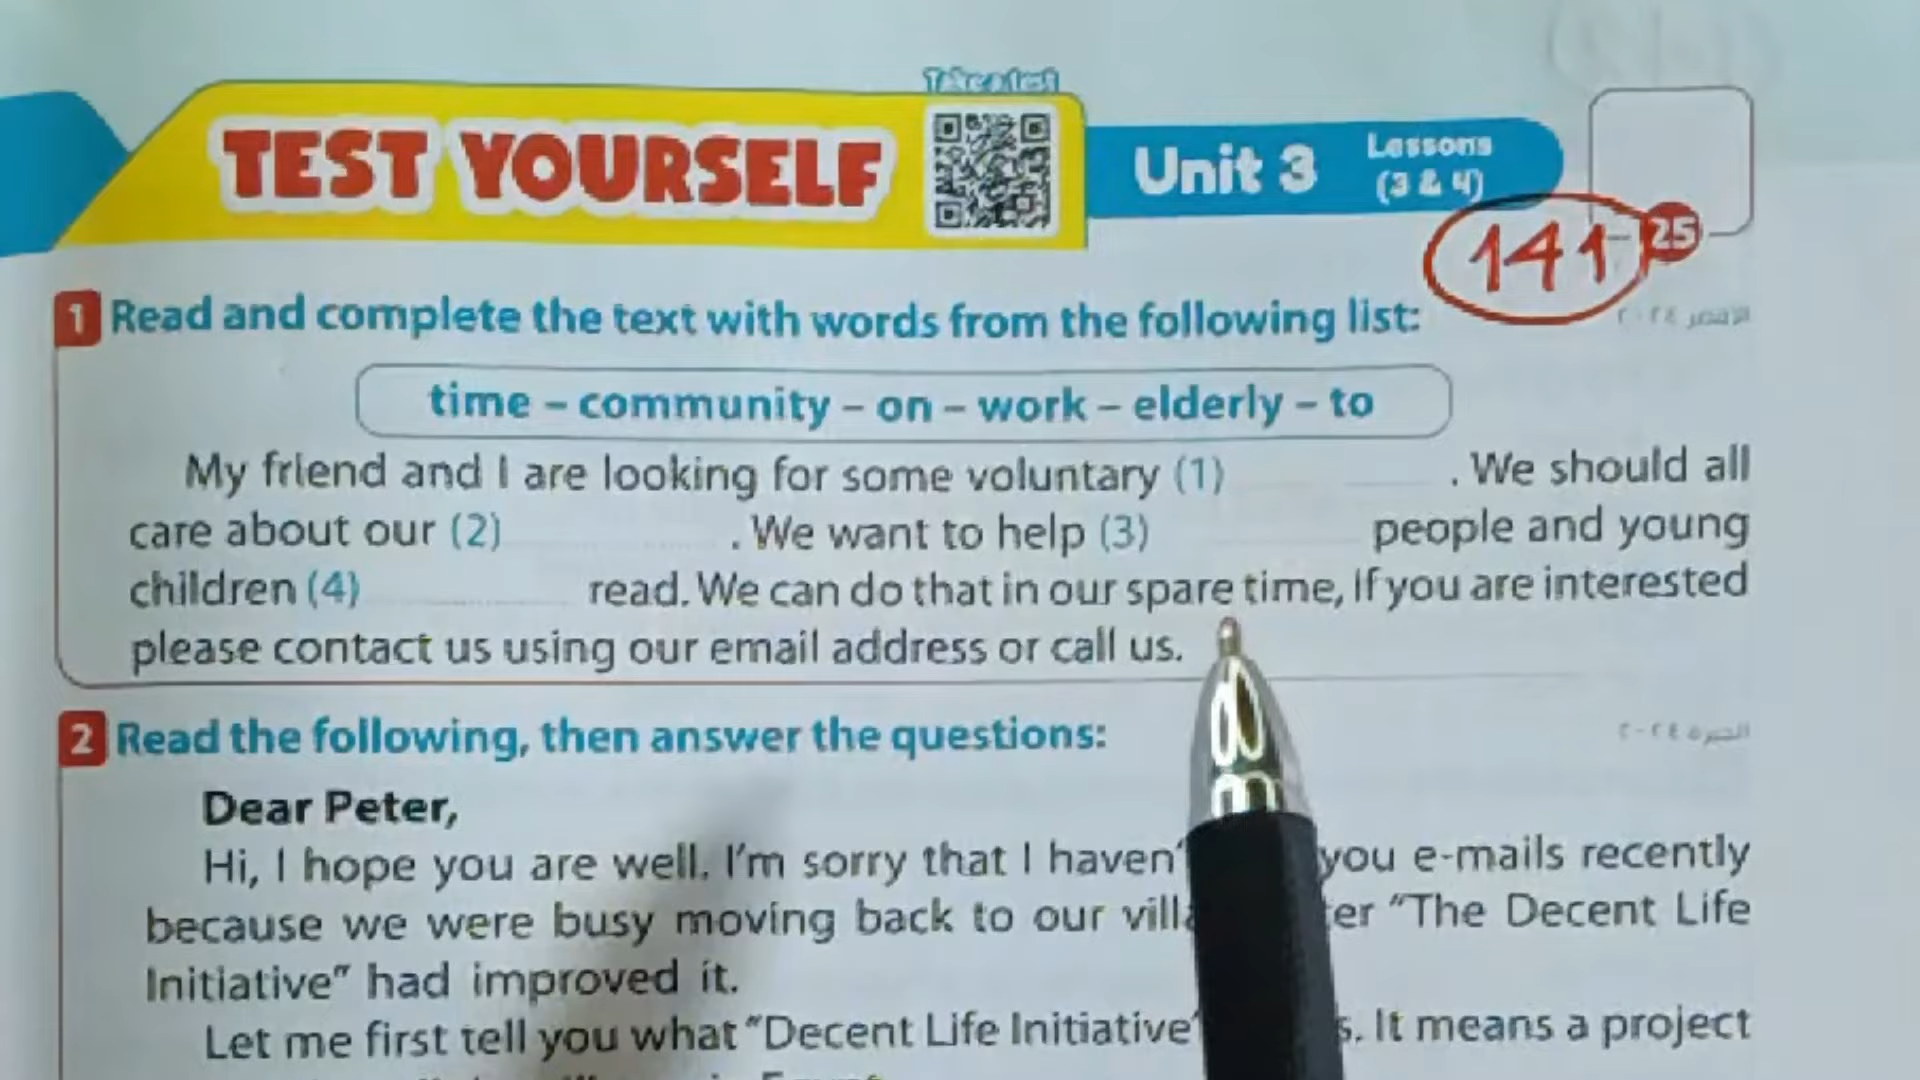 Take a test
TEST YOURSELF
Unit 3
Lessons
(3 & 4)
141
25
1 Read and complete the text with words from the following list:
الأقصر ٢٠٢٤
time – community – on – work – elderly – to
My friend and I are looking for some voluntary (1) . We should all
care about our (2) . We want to help (3) people and young
children (4) read. We can do that in our spare time, If you are interested
please contact us using our email address or call us.
2 Read the following, then answer the questions:
الجيزة ٢٠٢٤
Dear Peter,
Hi, I hope you are well. I'm sorry that I haven' you e-mails recently
because we were busy moving back to our "The Decent Life
Initiative" had improved it.
Let me first tell you what "Decent Life Initiative" It means a project